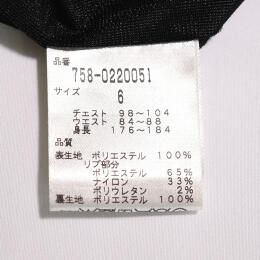 品番
758-0220051
サイズ
6
チェスト 98〜104
ウエスト 84〜88
身長 176〜184
品質
表生地 ポリエステル 100%
リブ部分
ポリエステル 65%
ナイロン 33%
ポリウレタン 2%
裏生地 ポリエステル 100%